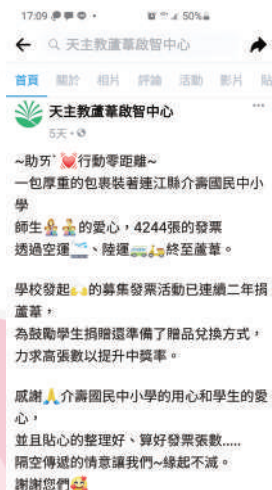 17:09
50%
天主教蘆葦啟智中心
首頁 關於 相片 評論 活動 影片 貼
天主教蘆葦啟智中心
5天
~助ㄞˋ行動零距離~
一包厚重的包裹裝著連江縣介壽國民中小
學
師生的愛心,4244張的發票
透過空運、陸運終至蘆葦。
學校發起的募集發票活動已連續二年捐
蘆葦,
為鼓勵學生捐贈還準備了贈品兌換方式,
力求高張數以提升中獎率。
感謝介壽國民中小學的用心和學生的愛
心,
並且貼心的整理好、算好發票張數.....
隔空傳遞的情意讓我們~緣起不滅。
謝謝您們